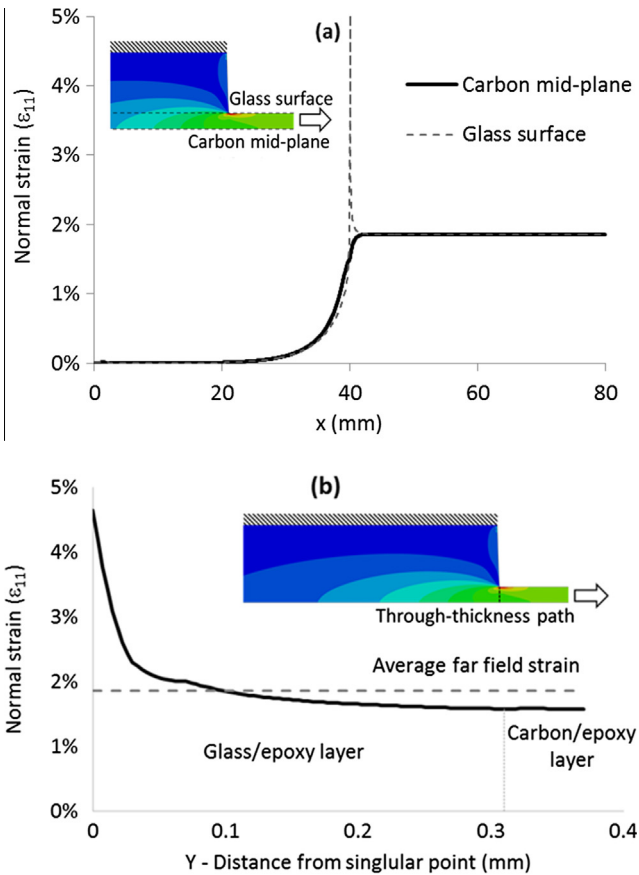 5%
(a)
4%
Glass surface
Carbon mid-plane
Carbon mid-plane
Glass surface
3%
2%
1%
0%
Normal strain (ε11)
0 20 40 60 80
x (mm)
(b)
5%
4%
3%
2%
1%
0%
Normal strain (ε11)
Through-thickness path
Average far field strain
Glass/epoxy layer
Carbon/epoxy
layer
0 0.1 0.2 0.3 0.4
Y - Distance from singlular point (mm)